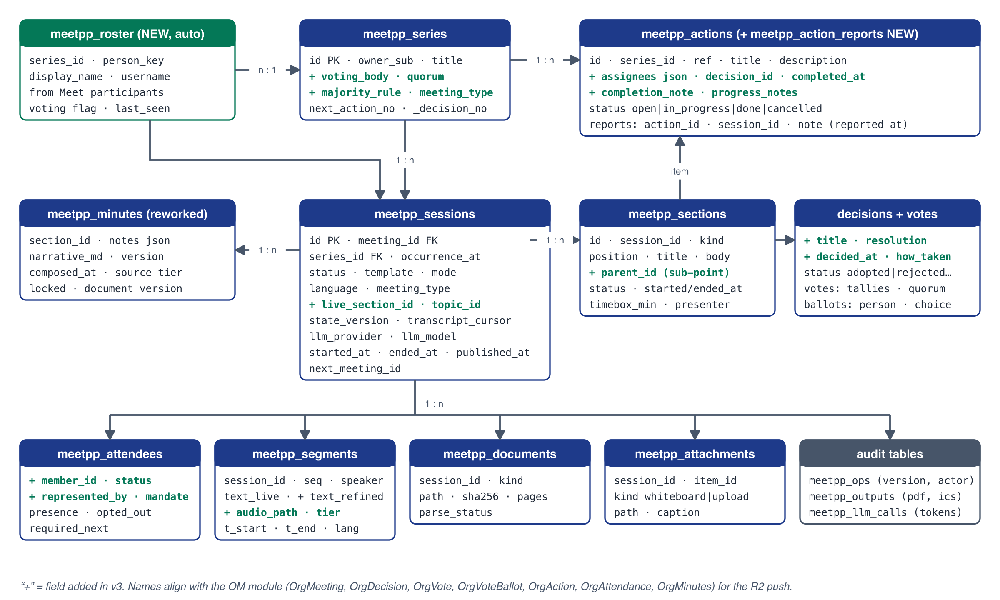 meetpp_roster (NEW, auto)
series_id · person_key
display_name · username
from Meet participants
voting flag · last_seen
n : 1
meetpp_series
id PK · owner_sub · title
+ voting_body · quorum
+ majority_rule · meeting_type
next_action_no · _decision_no
1 : n
meetpp_actions (+ meetpp_action_reports NEW)
id · series_id · ref · title · description
+ assignees json · decision_id · completed_at
+ completion_note · progress_notes
status open|in_progress|done|cancelled
reports: action_id · session_id · note (reported at)
1 : n
item
meetpp_minutes (reworked)
section_id · notes json
narrative_md · version
composed_at · source tier
locked · document version
1 : n
meetpp_sessions
id PK · meeting_id FK
series_id FK · occurrence_at
status · template · mode
language · meeting_type
+ live_section_id · topic_id
state_version · transcript_cursor
llm_provider · llm_model
started_at · ended_at · published_at
next_meeting_id
1 : n
meetpp_sections
id · session_id · kind
position · title · body
+ parent_id (sub-point)
status · started/ended_at
timebox_min · presenter
decisions + votes
+ title · resolution
+ decided_at · how_taken
status adopted|rejected…
votes: tallies · quorum
ballots: person · choice
1 : n
meetpp_attendees
+ member_id · status
+ represented_by · mandate
presence · opted_out
required_next
meetpp_segments
session_id · seq · speaker
text_live · + text_refined
+ audio_path · tier
t_start · t_end · lang
meetpp_documents
session_id · kind
path · sha256 · pages
parse_status
meetpp_attachments
session_id · item_id
kind whiteboard|upload
path · caption
audit tables
meetpp_ops (version, actor)
meetpp_outputs (pdf, ics)
meetpp_llm_calls (tokens)
“+” = field added in v3. Names align with the OM module (OrgMeeting, OrgDecision, OrgVote, OrgVoteBallot, OrgAction, OrgAttendance, OrgMinutes) for the R2 push.